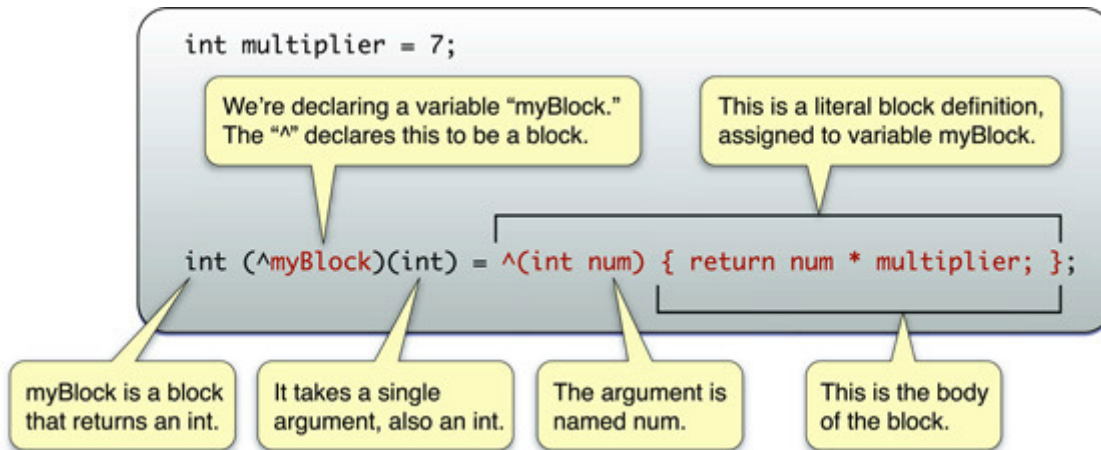 int multiplier = 7;
We're declaring a variable “myBlock.”
The “^” declares this to be a block.
This is a literal block definition,
assigned to variable myBlock.
int (^myBlock)(int) = ^(int num) { return num * multiplier; };
myBlock is a block
that returns an int.
It takes a single
argument, also an int.
The argument is
named num.
This is the body
of the block.